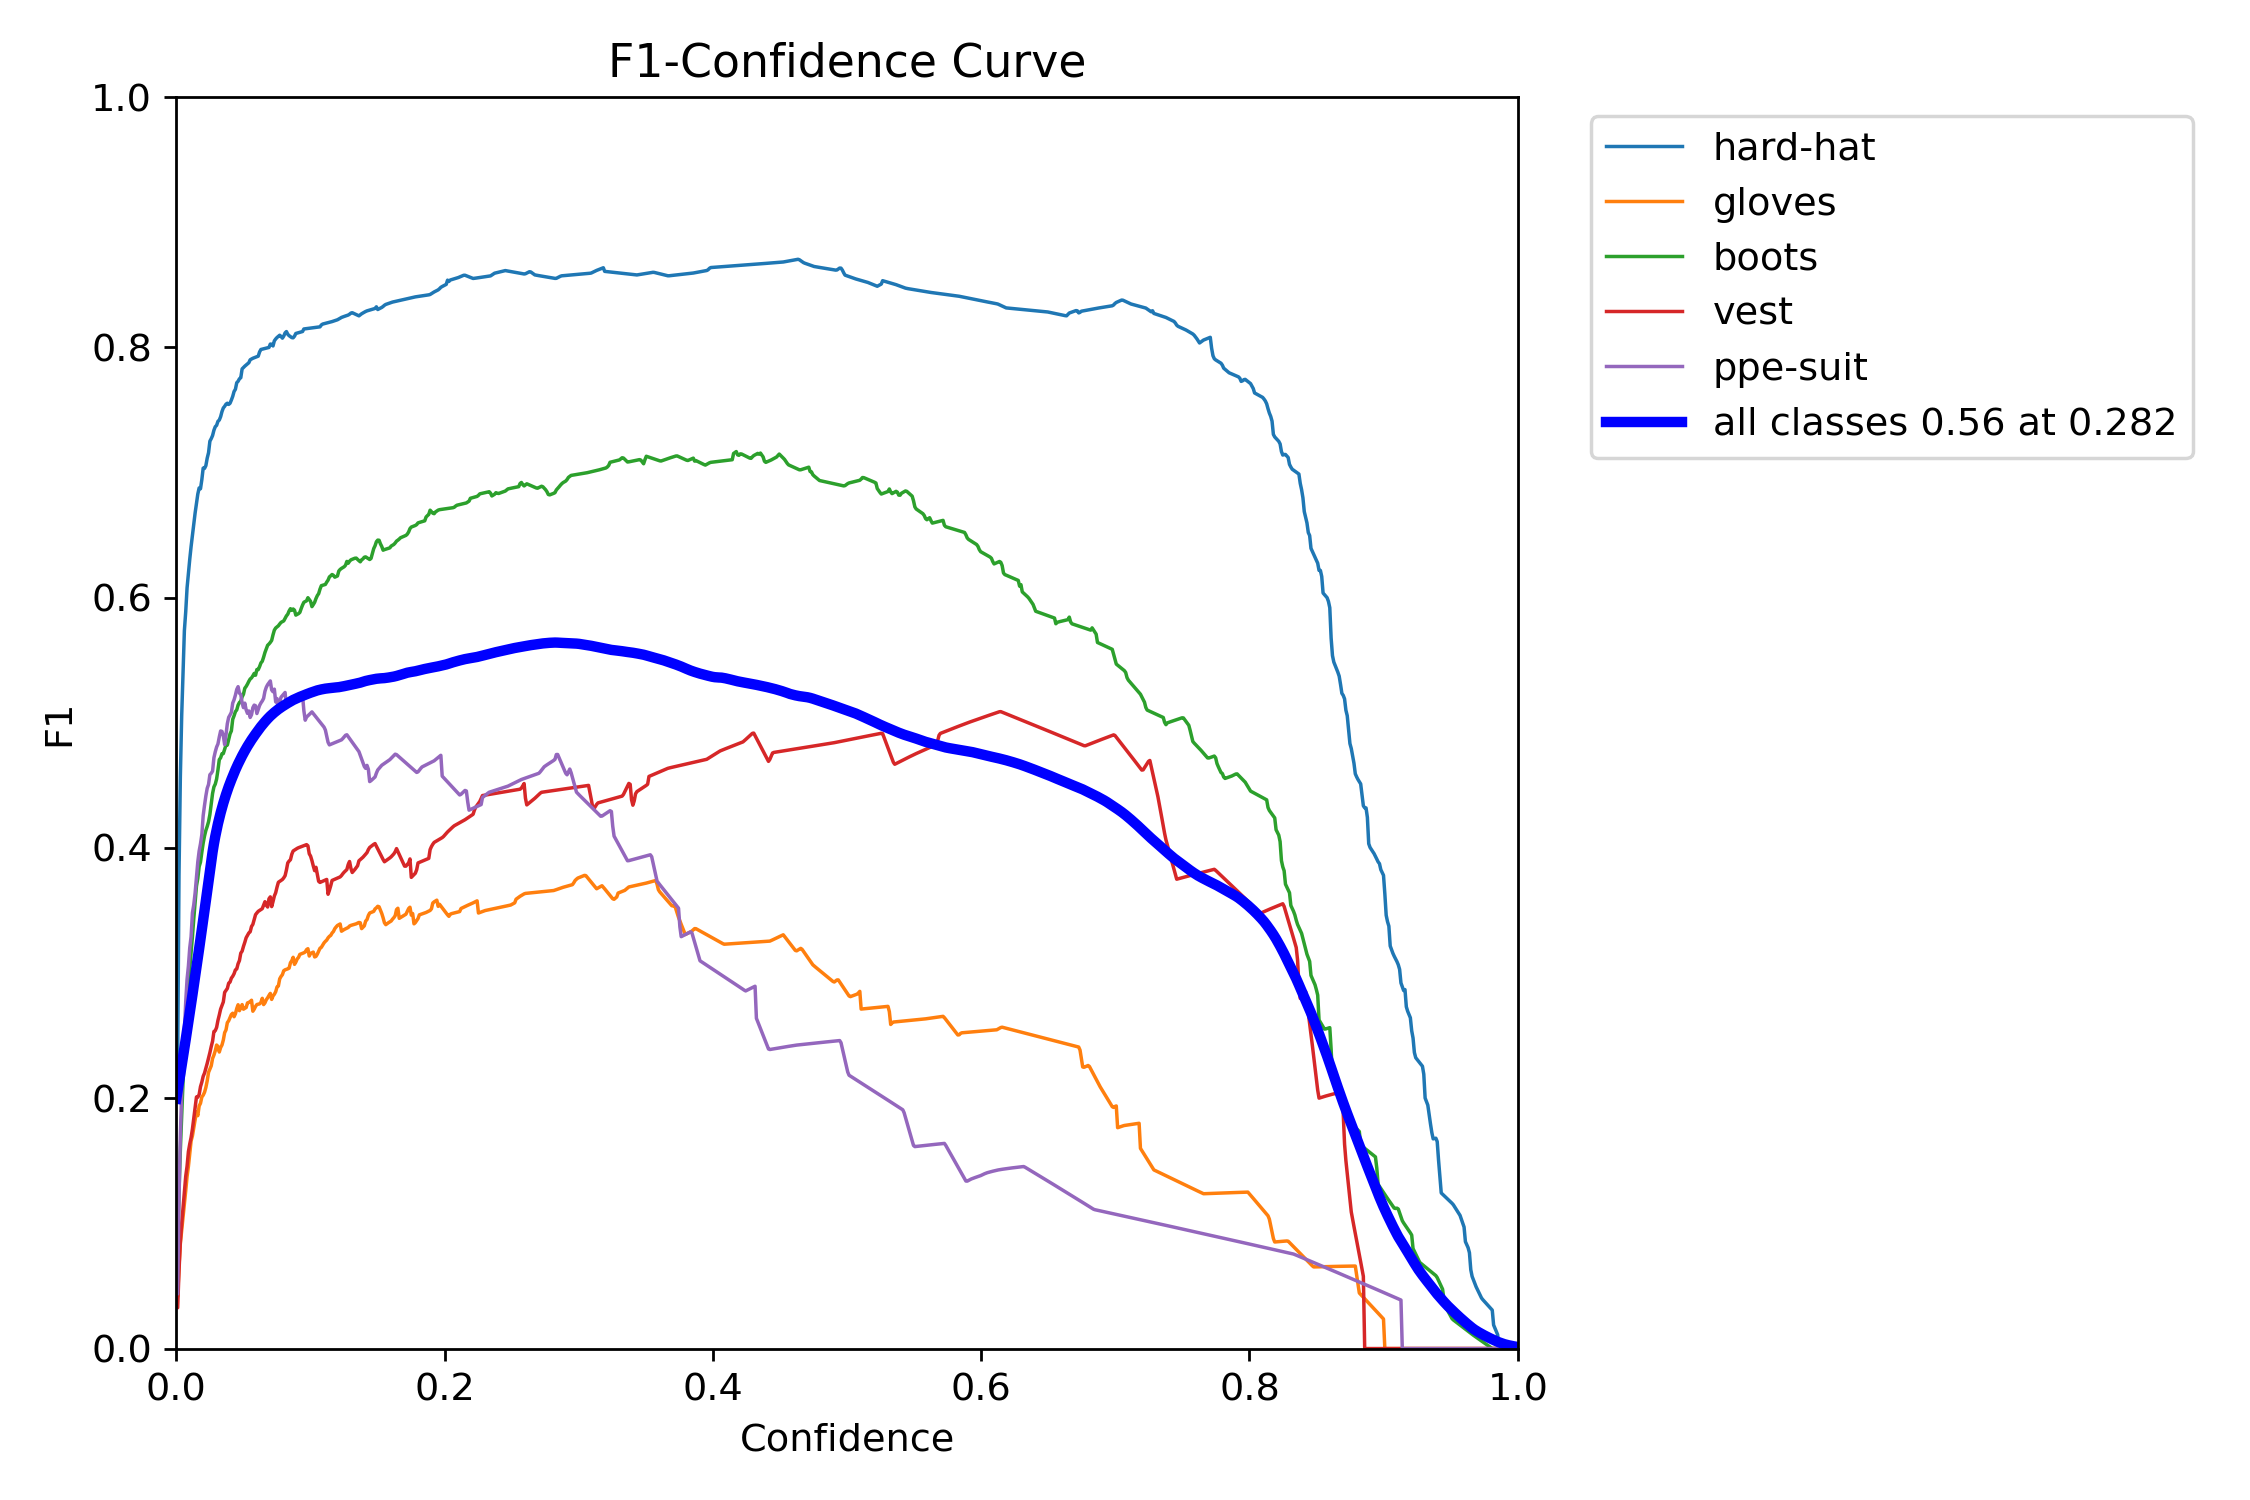 F1-Confidence Curve
1.0
0.8
0.6
0.4
0.2
0.0
F1
0.0 0.2 0.4 0.6 0.8 1.0
Confidence
hard-hat
gloves
boots
vest
ppe-suit
all classes 0.56 at 0.282